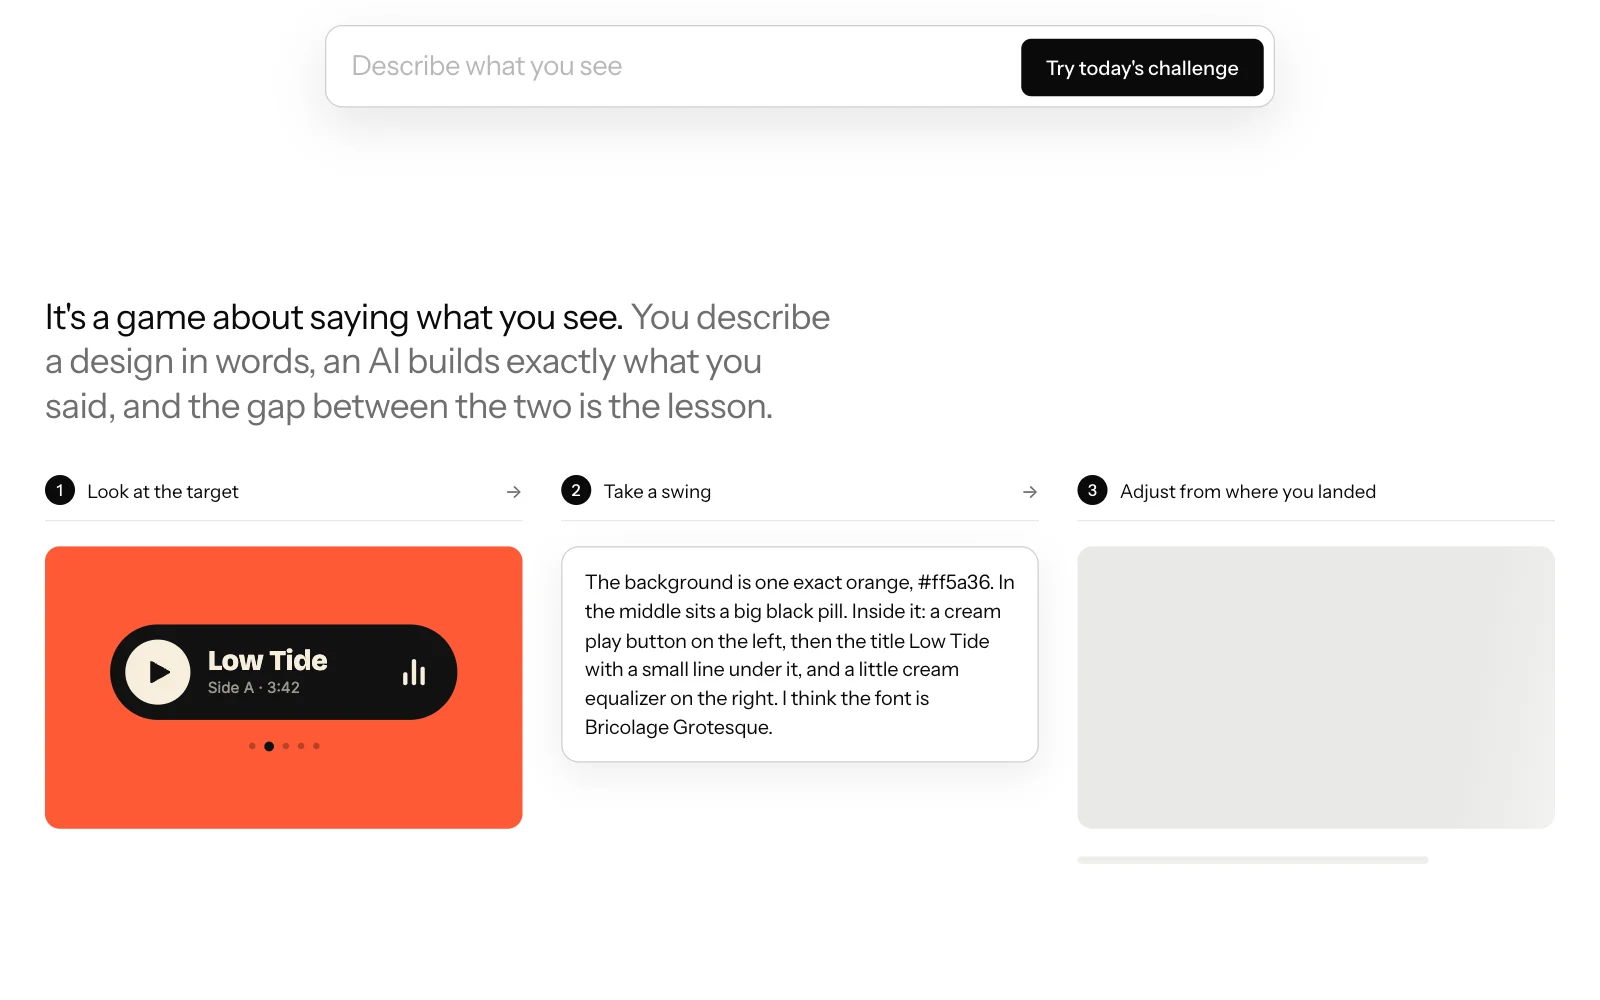 Describe what you see
Try today's challenge
It's a game about saying what you see. You describe
a design in words, an AI builds exactly what you
said, and the gap between the two is the lesson.
1 Look at the target →
2 Take a swing →
3 Adjust from where you landed
Low Tide
Side A · 3:42
The background is one exact orange, #ff5a36. In
the middle sits a big black pill. Inside it: a cream
play button on the left, then the title Low Tide
with a small line under it, and a little cream
equalizer on the right. I think the font is
Bricolage Grotesque.